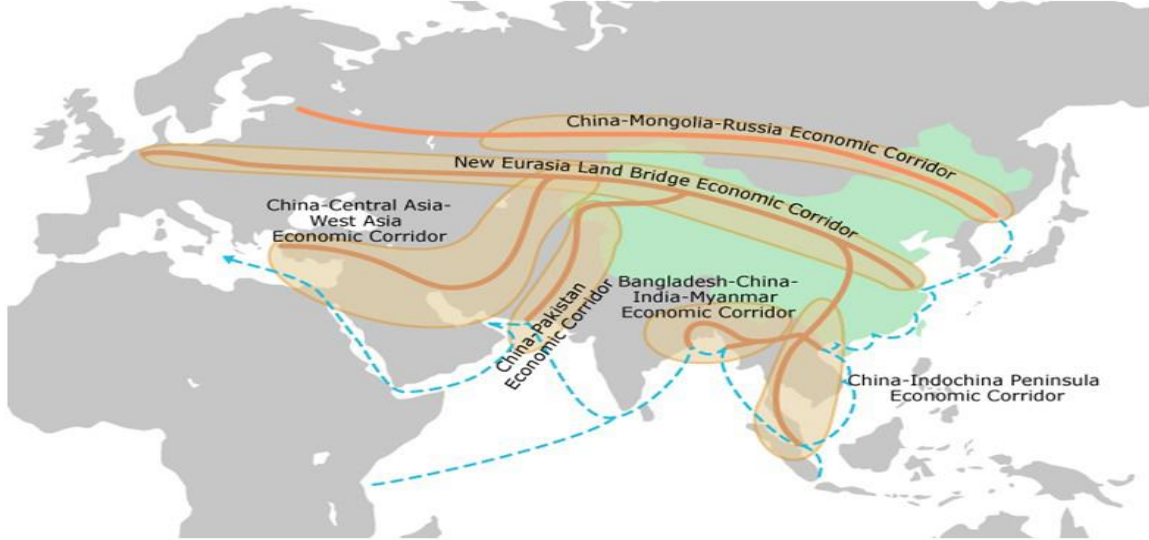 China-Mongolia-Russia Economic Corridor
New Eurasia Land Bridge Economic Corridor
China-Central Asia-
West Asia
Economic Corridor
China-Pakistan
Economic Corridor
Bangladesh-China-
India-Myanmar
Economic Corridor
China-Indochina Peninsula
Economic Corridor